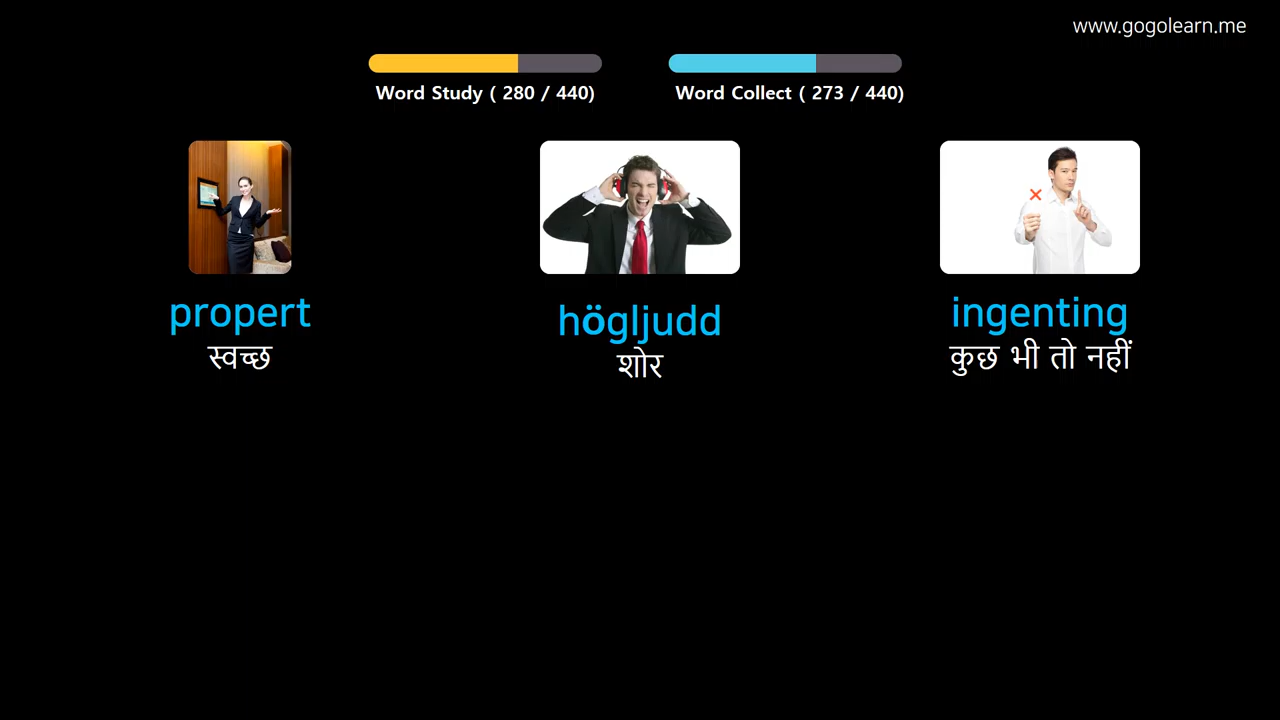 www.gogolearn.me
Word Study ( 280 / 440)
Word Collect ( 273 / 440)
propert
högljudd
ingenting
स्वच्छ
शोर
कुछ भी तो नहीं